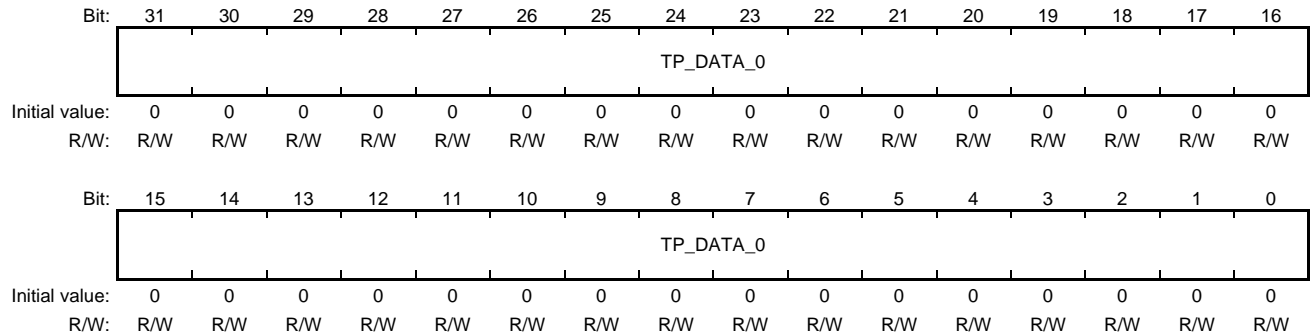 Bit: 31 30 29 28 27 26 25 24 23 22 21 20 19 18 17 16
TP_DATA_0
Initial value: 0 0 0 0 0 0 0 0 0 0 0 0 0 0 0 0
R/W: R/W R/W R/W R/W R/W R/W R/W R/W R/W R/W R/W R/W R/W R/W R/W R/W
Bit: 15 14 13 12 11 10 9 8 7 6 5 4 3 2 1 0
TP_DATA_0
Initial value: 0 0 0 0 0 0 0 0 0 0 0 0 0 0 0 0
R/W: R/W R/W R/W R/W R/W R/W R/W R/W R/W R/W R/W R/W R/W R/W R/W R/W